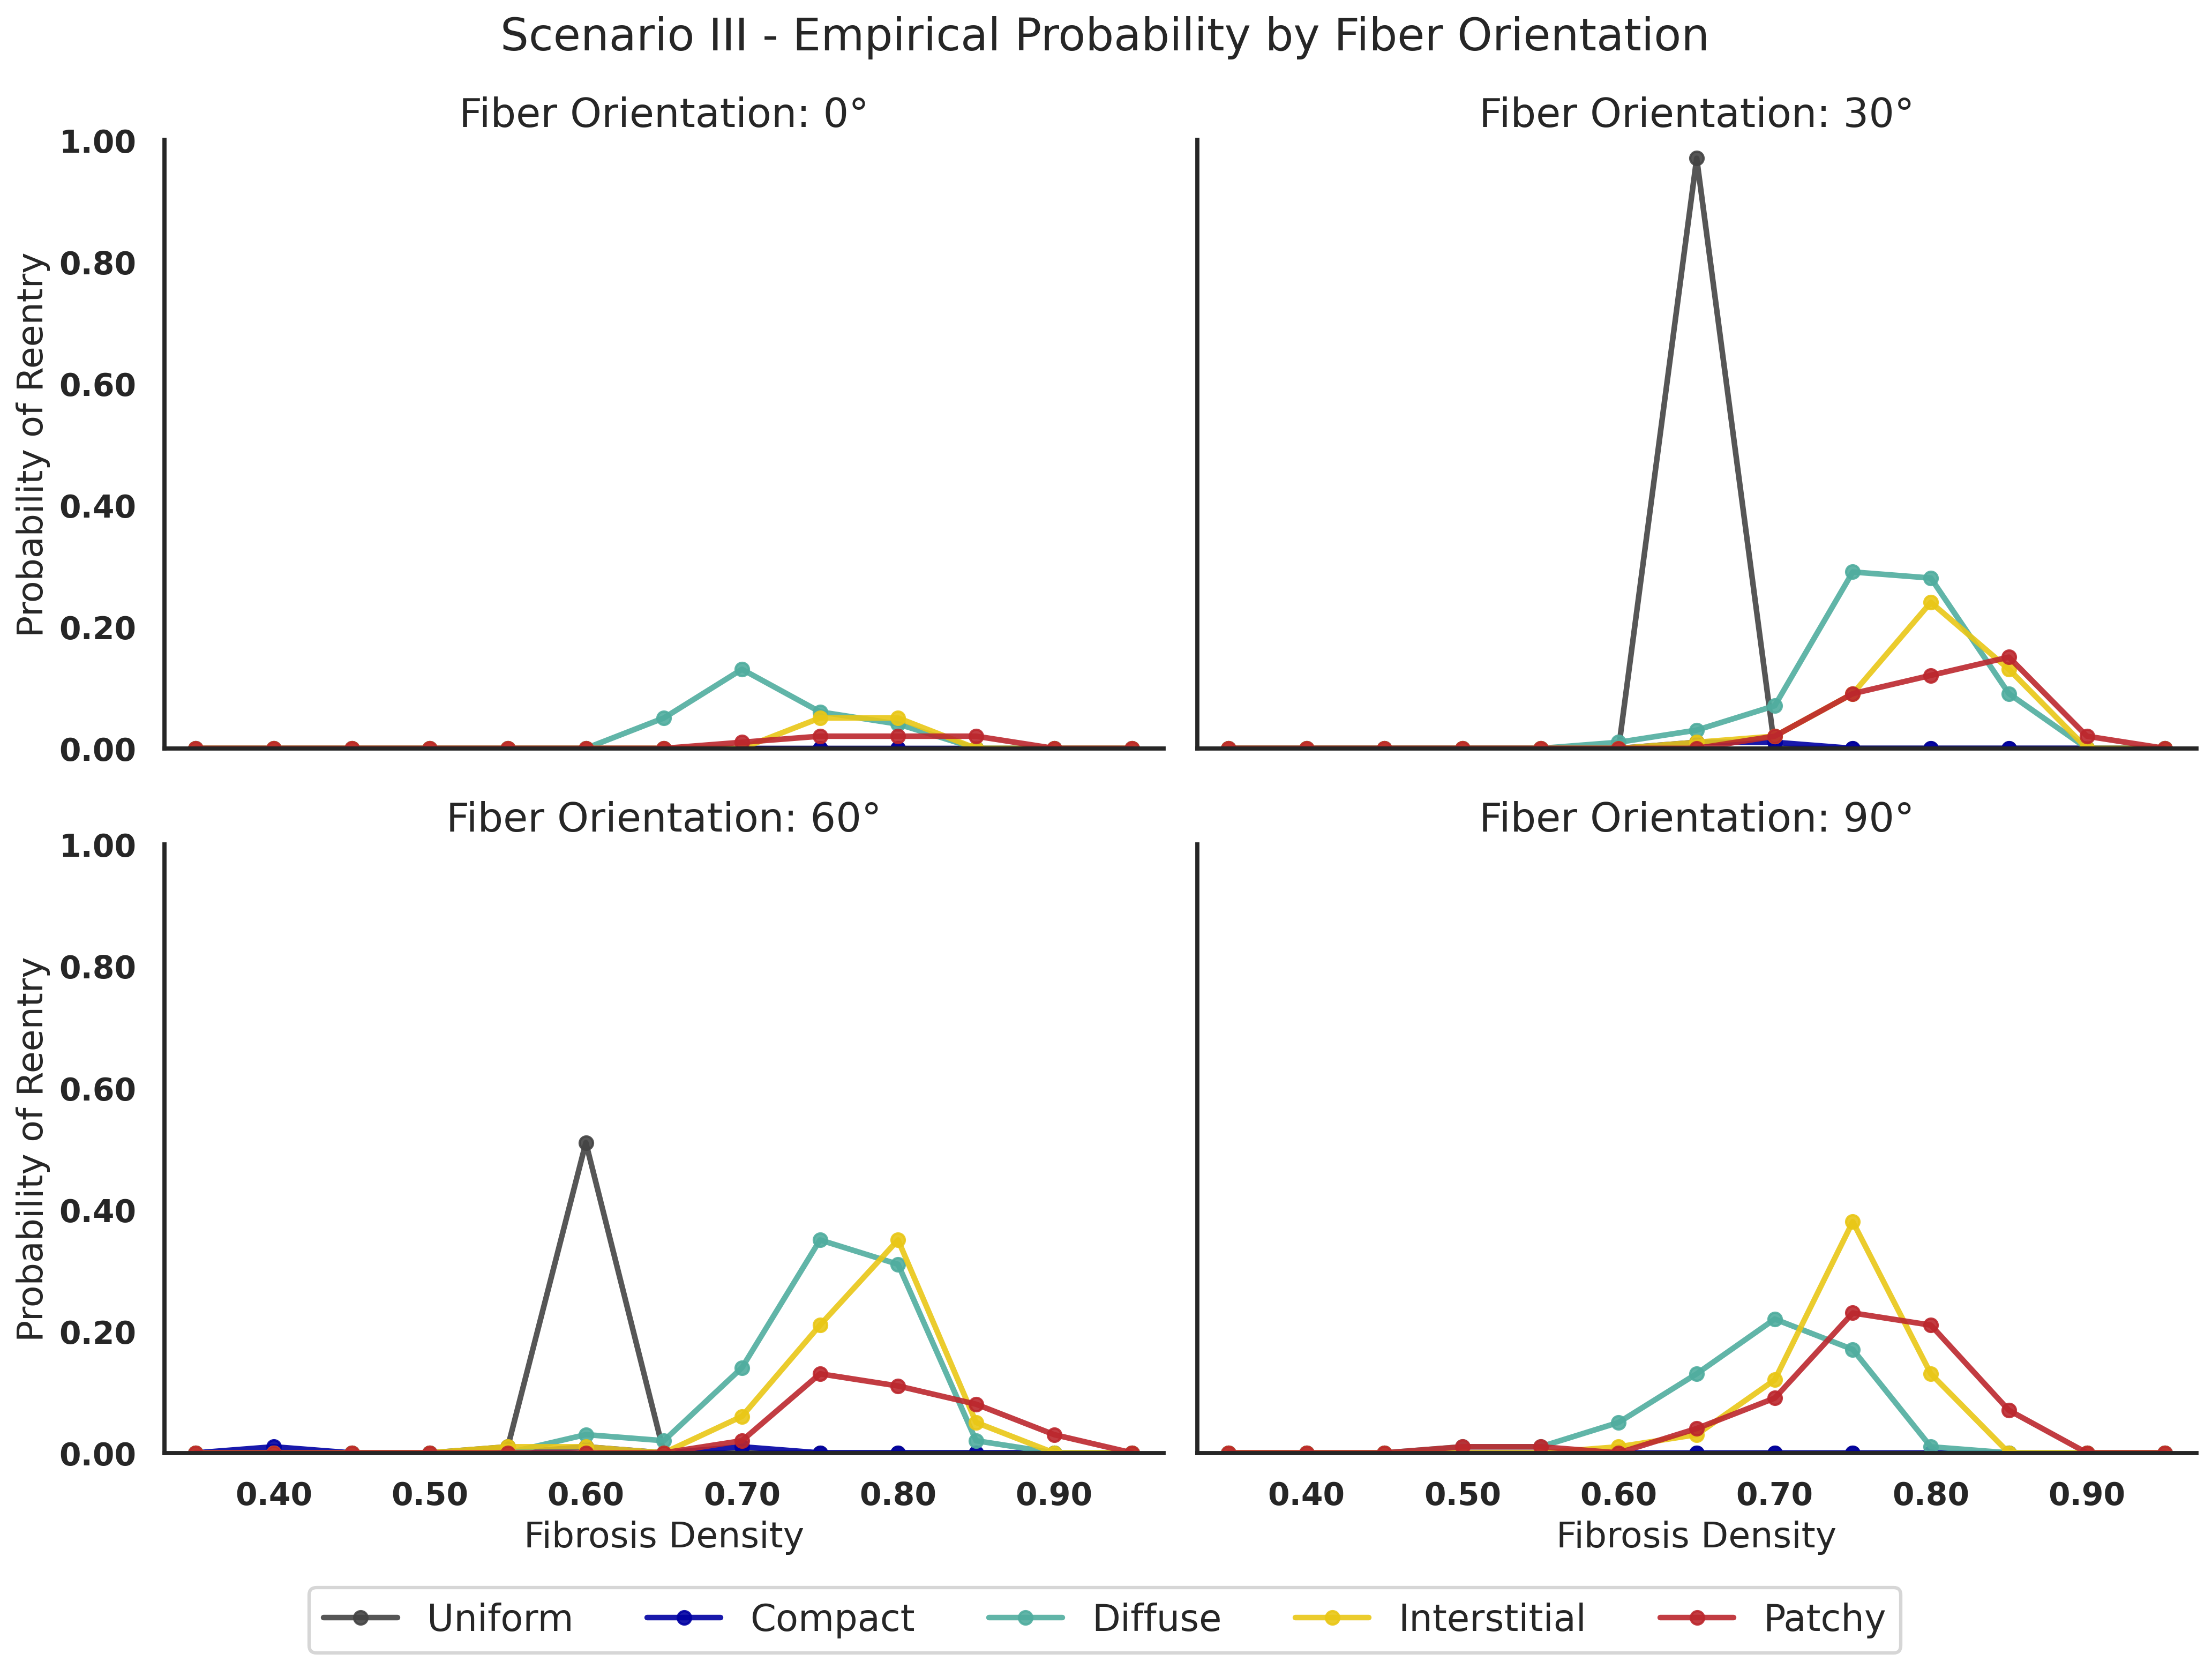 Scenario III - Empirical Probability by Fiber Orientation
Fiber Orientation: 0°
Fiber Orientation: 30°
1.00
0.80
0.60
0.40
0.20
0.00
Probability of Reentry
Fiber Orientation: 60°
Fiber Orientation: 90°
1.00
0.80
0.60
0.40
0.20
0.00
Probability of Reentry
0.40 0.50 0.60 0.70 0.80 0.90
0.40 0.50 0.60 0.70 0.80 0.90
Fibrosis Density
Fibrosis Density
Uniform Compact Diffuse Interstitial Patchy